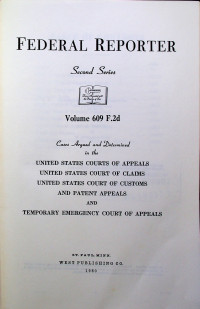 FEDERAL REPORTER
Second Series
Volume 609 F.2d
Cases Argued and Determined
in the
UNITED STATES COURTS OF APPEALS
UNITED STATES COURT OF CLAIMS
UNITED STATES COURT OF CUSTOMS
AND PATENT APPEALS
AND
TEMPORARY EMERGENCY COURT OF APPEALS
ST. PAUL, MINN.
WEST PUBLISHING CO.
1980